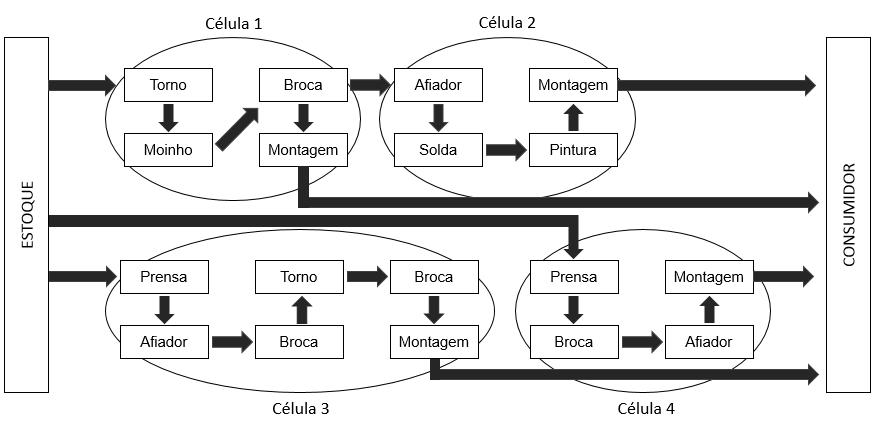 Célula 1
Célula 2
ESTOQUE
Torno
Broca
Afiador
Montagem
Moinho
Montagem
Solda
Pintura
CONSUMIDOR
Prensa
Torno
Broca
Prensa
Montagem
Afiador
Broca
Montagem
Broca
Afiador
Célula 3
Célula 4